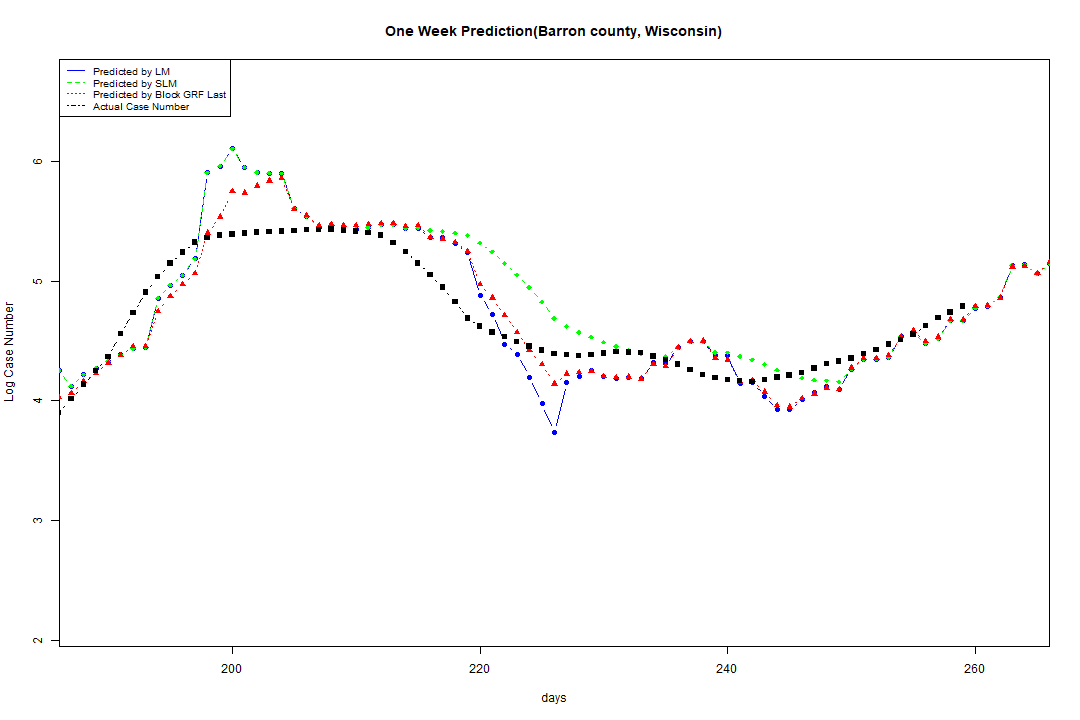 One Week Prediction(Barron county, Wisconsin)
Predicted by LM
Predicted by SLM
Predicted by Block GRF Last
Actual Case Number
6
5
4
3
2
Log Case Number
200 220 240 260
days